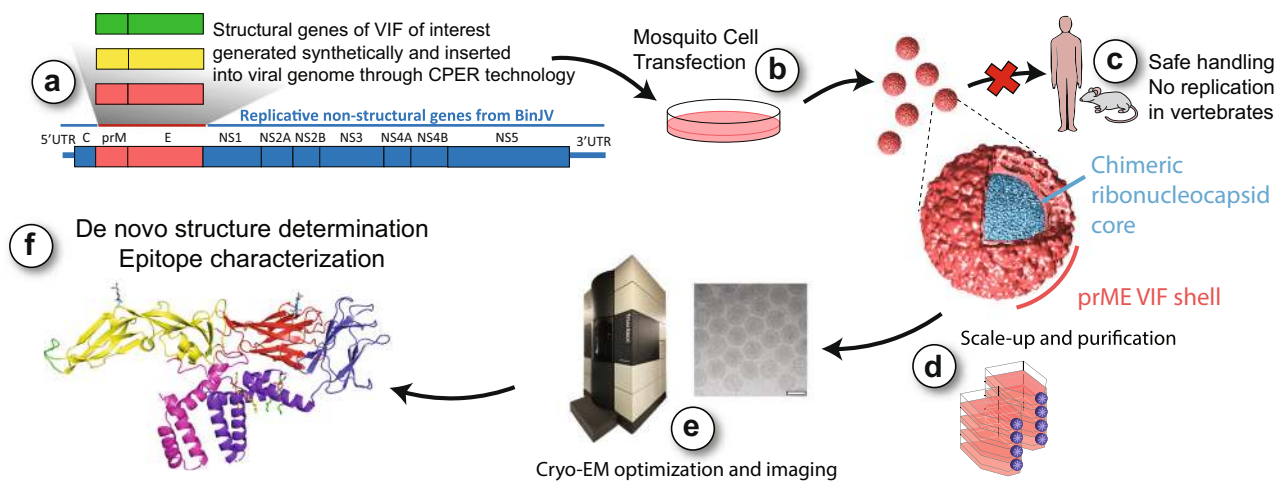 a
Structural genes of VIF of interest
generated synthetically and inserted
into viral genome through CPER technology
Replicative non-structural genes from BinJV
5'UTR
C
prM
E
NS1
NS2A
NS2B
NS3
NS4A
NS4B
NS5
3'UTR
Mosquito Cell
Transfection
b
c
Safe handling
No replication
in vertebrates
Chimeric
ribonucleocapsid
core
prME VIF shell
Scale-up and purification
d
e
Cryo-EM optimization and imaging
f
De novo structure determination
Epitope characterization